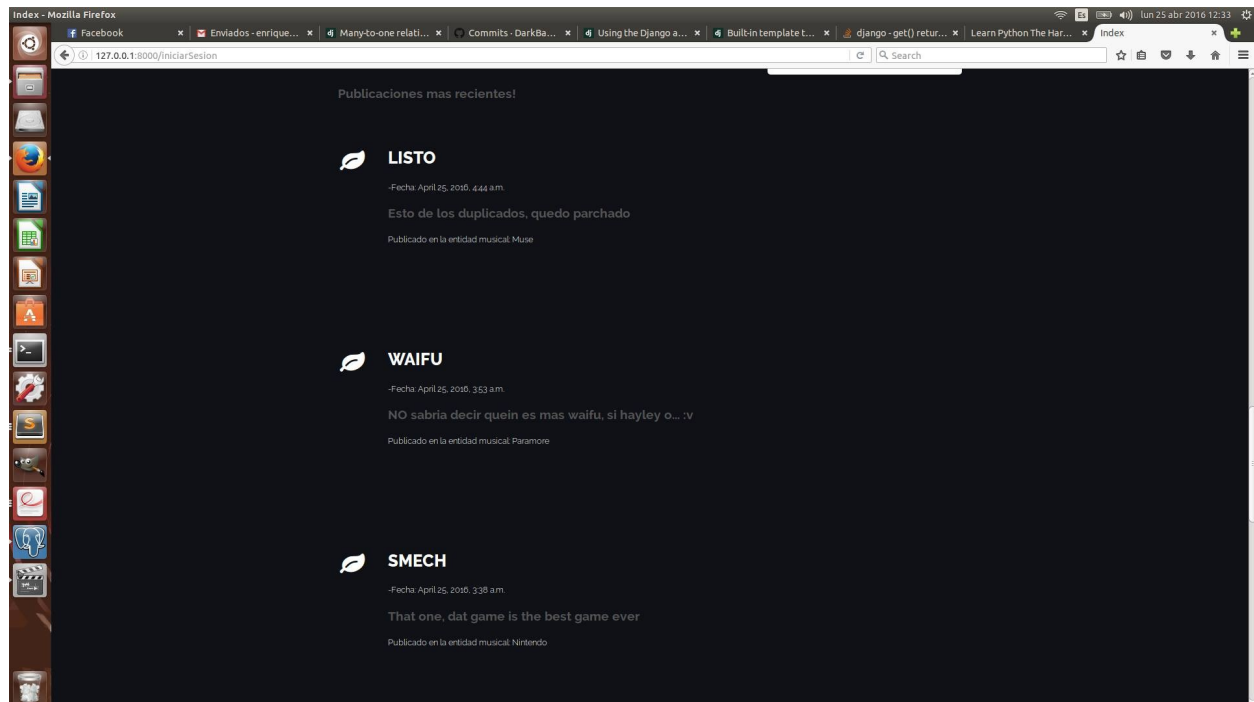 Index - Mozilla Firefox
Es
lun 25 abr 2016 12:33
Facebook
Enviados - enrique...
Many-to-one relati...
Commits · DarkBa...
Using the Django a...
Built-in template t...
django - get() retur...
Learn Python The Har...
Index
127.0.0.1:8000/iniciarSesion
Search
Publicaciones mas recientes!
LISTO
-Fecha: April 25, 2016, 4:44 a.m.
Esto de los duplicados, quedo parchado
Publicado en la entidad musical: Muse
WAIFU
-Fecha: April 25, 2016, 3:53 a.m.
NO sabria decir quein es mas waifu, si hayley o... :v
Publicado en la entidad musical: Paramore
SMECH
-Fecha: April 25, 2016, 3:38 a.m.
That one, dat game is the best game ever
Publicado en la entidad musical: Nintendo